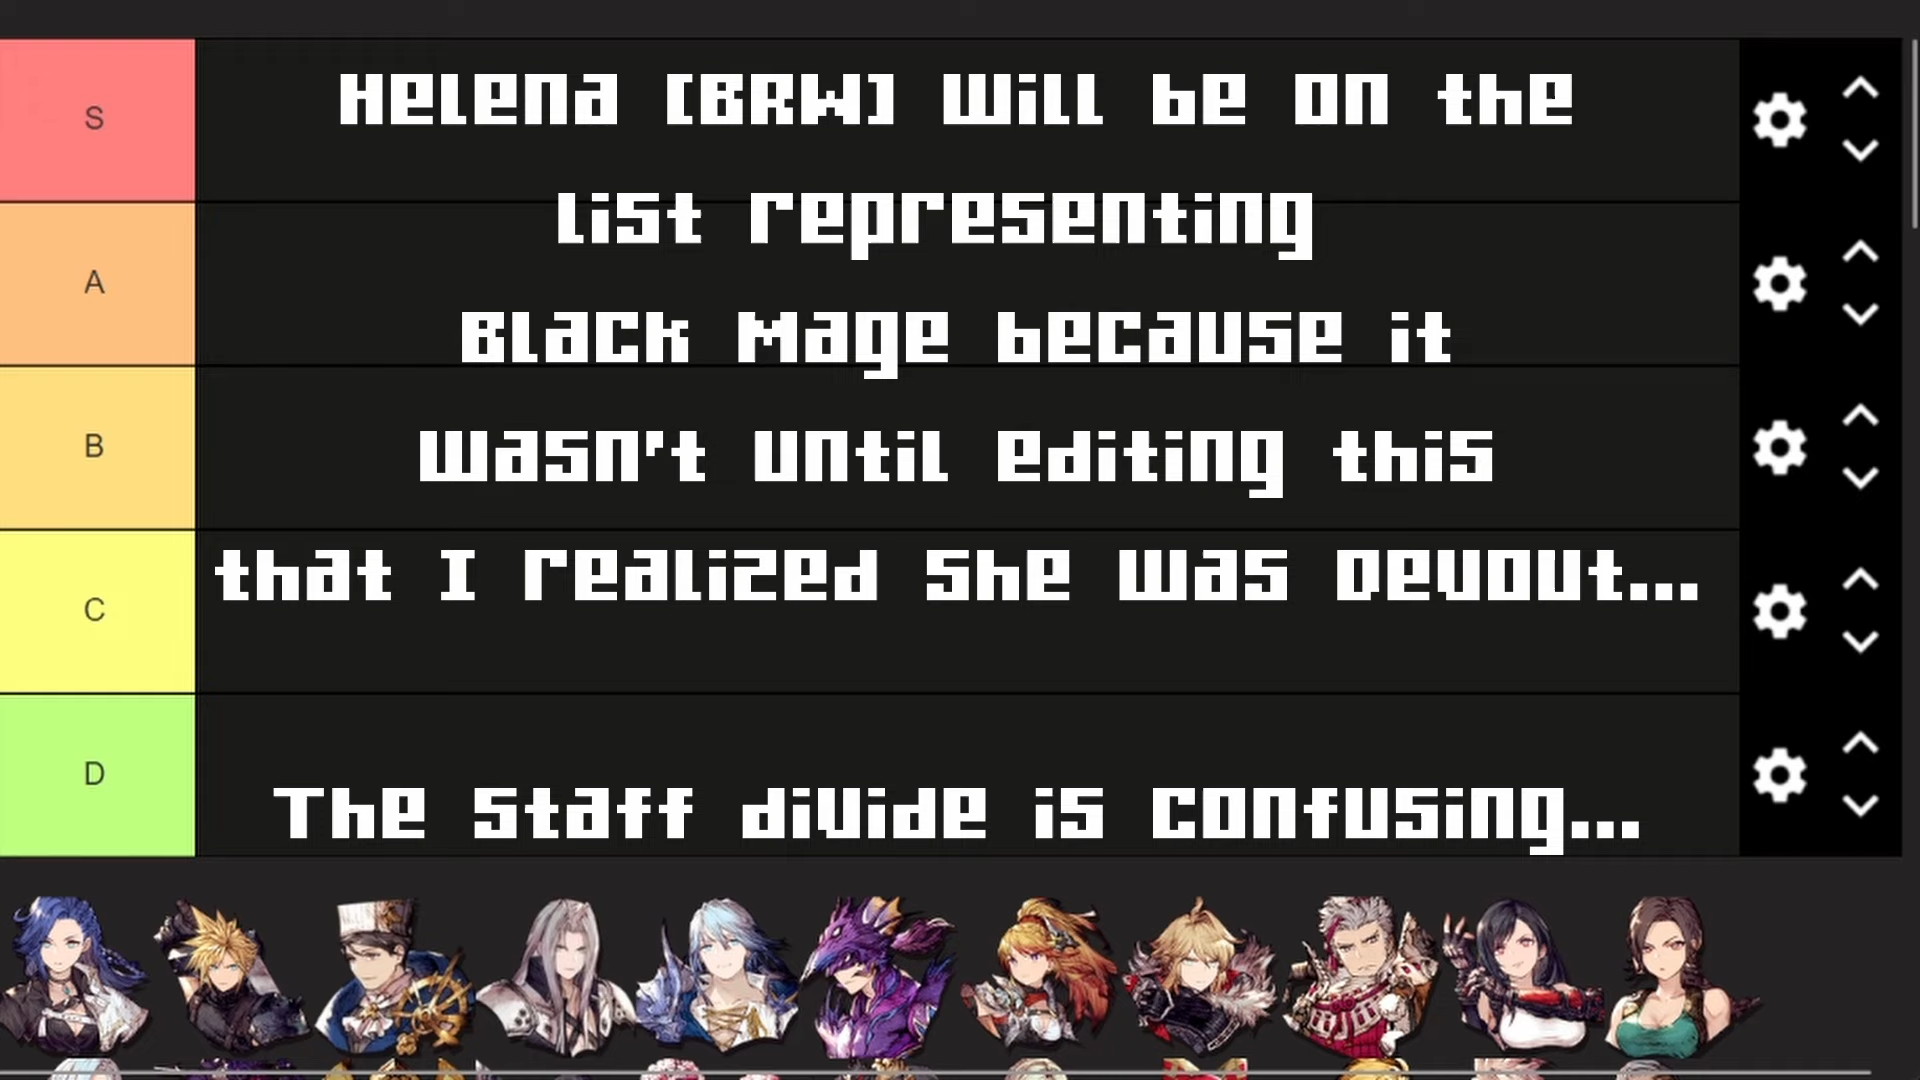 S
Helena [BRW] will be on the
list representing
A
Black Mage because it
B
wasn't until editing this
that I realized she was Devout...
C
D
The staff divide is confusing...